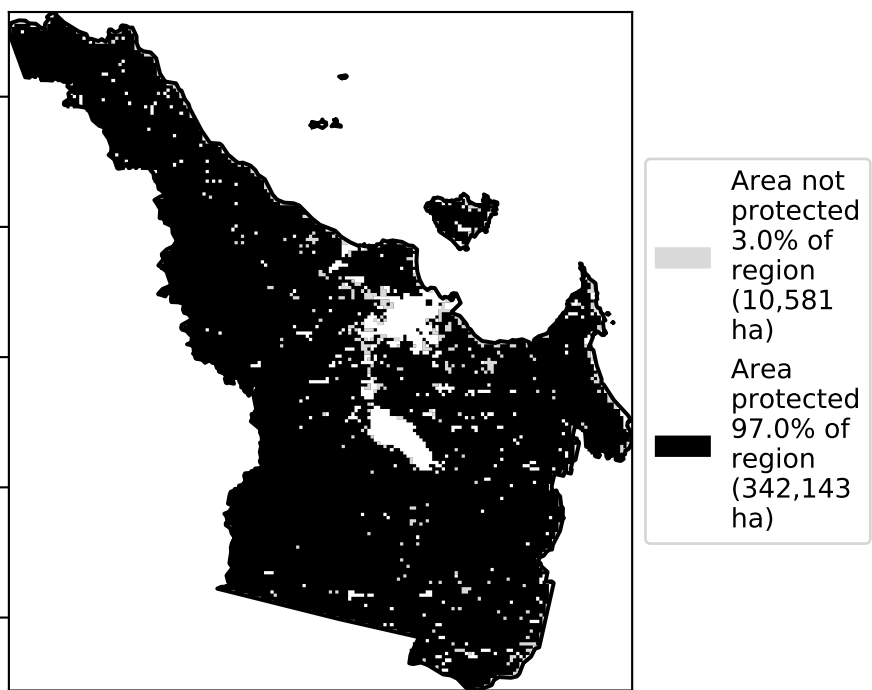 Area not
protected
3.0% of
region
(10,581
ha)
Area
protected
97.0% of
region
(342,143
ha)